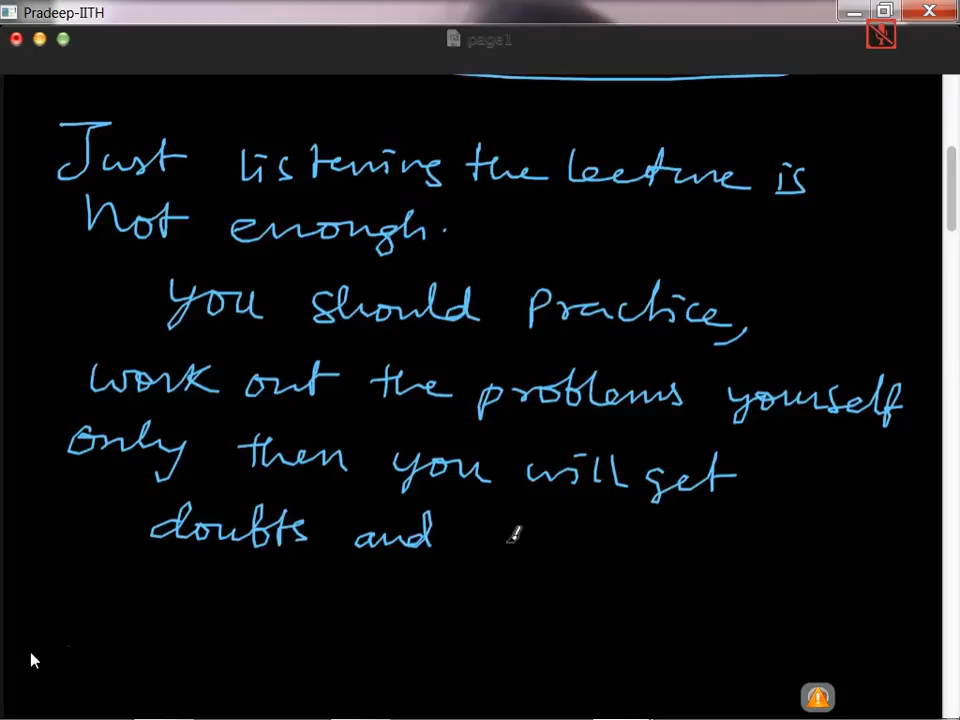 Pradeep-IITH
page1
Just listening the lecture is
Not enough.
You should practice,
work out the problems yourself
only then you will get
doubts and